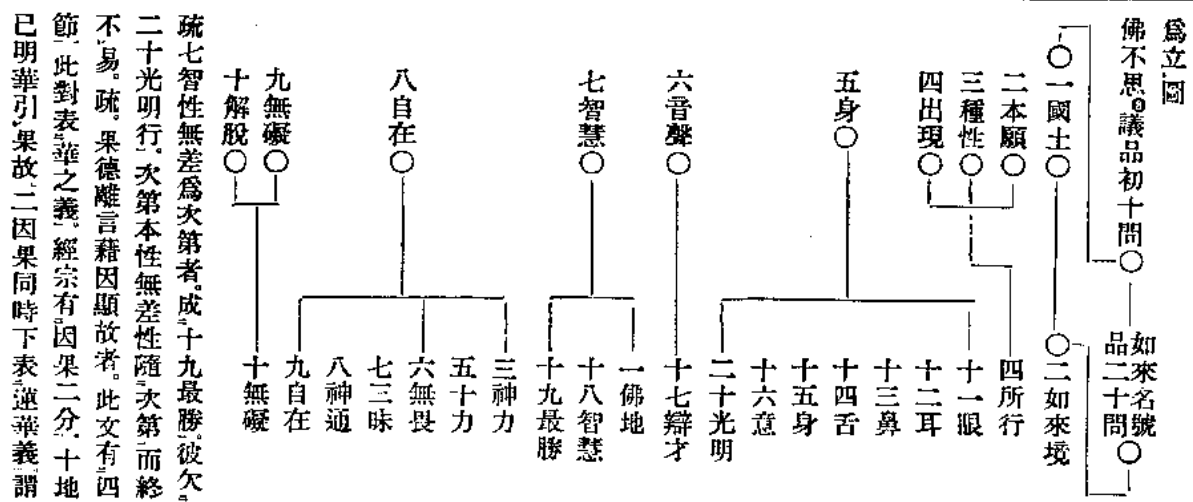 爲立圖
佛不思議品初十問○
如來名號
品二十問○
○一國土○
○二如來境
二本願○
三種性○
四出現○
四所行
五身○
十一眼
十二耳
十三鼻
十四舌
十五身
十六意
二十光明
六音聲○
十七辯才
七智慧○
一佛地
十八智慧
十九最勝
八自在○
三神力
五十力
六無畏
七三昧
八神通
九自在
九無礙○
十解脫○
十無礙
疏七智性無差爲次第者。成十九最勝。彼欠
二十光明行。次第本性無差性隨次第而終
不易。疏。果德離言藉因顯故者。此文有四
節此對表華之義。經宗有因果二分。十地
已明華引果故。二因果同時下表蓮華義謂